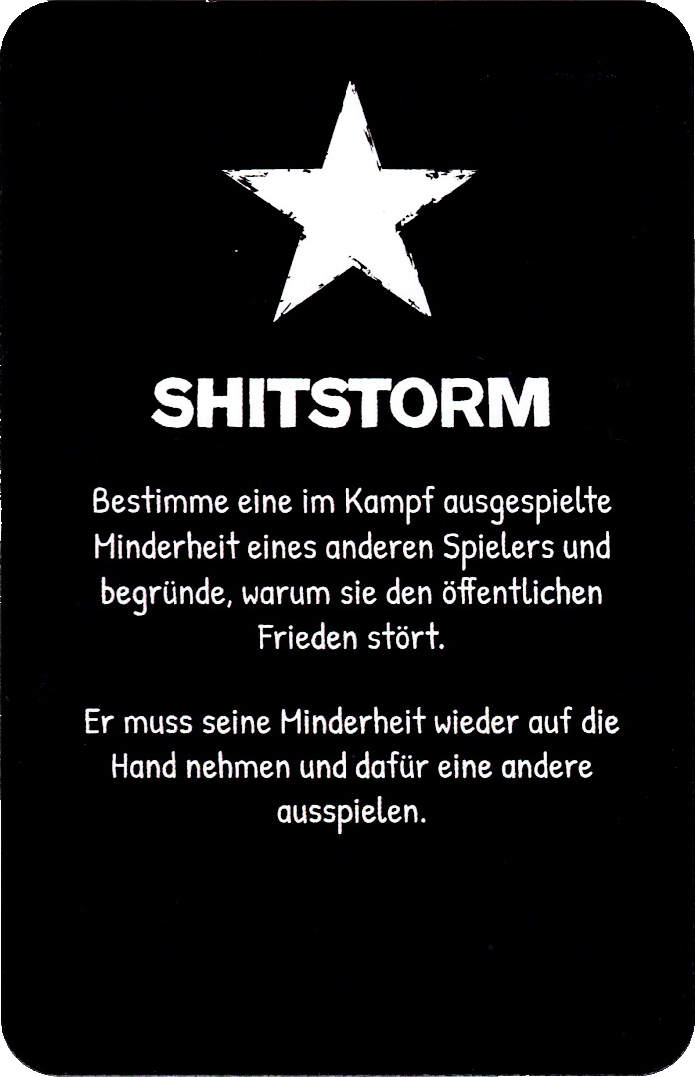 SHITSTORM
Bestimme eine im Kampf ausgespielte
Minderheit eines anderen Spielers und
begründe, warum sie den öffentlichen
Frieden stört.
Er muss seine Minderheit wieder auf die
Hand nehmen und dafür eine andere
ausspielen.